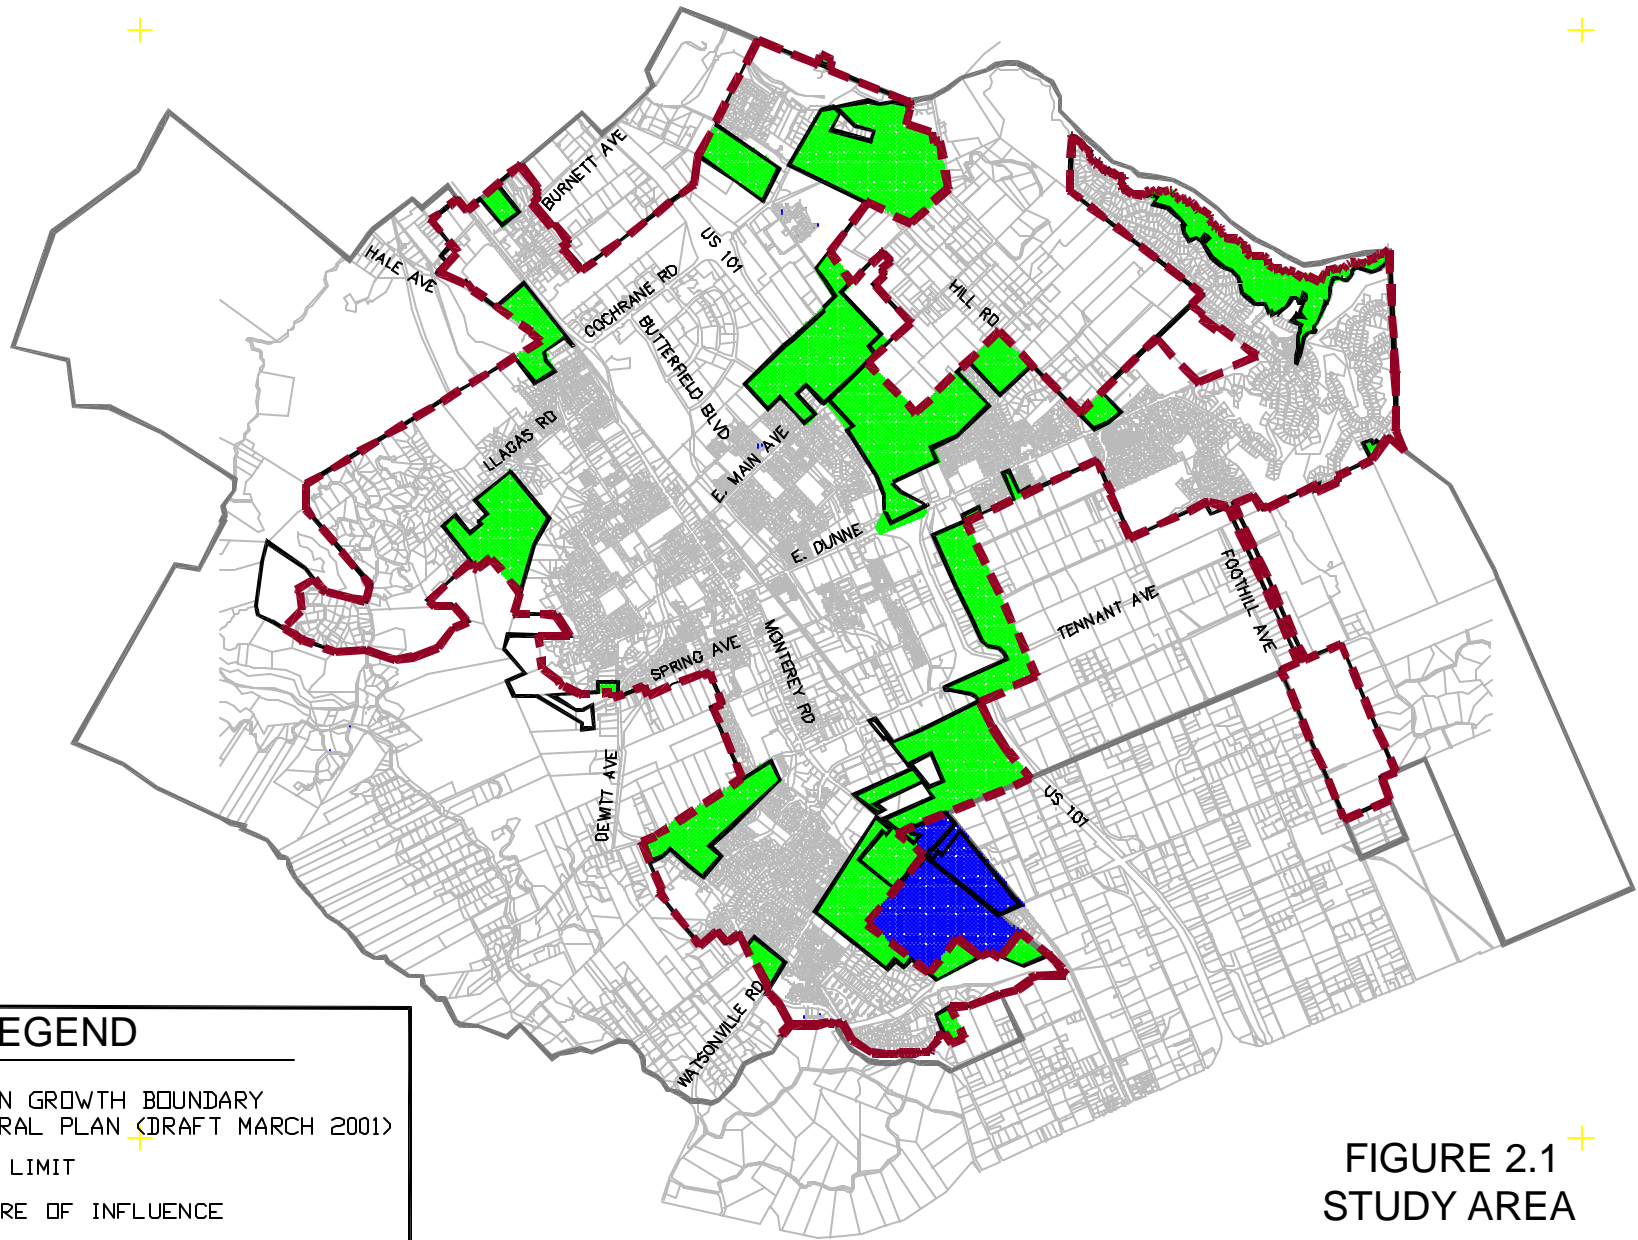 BURNETT AVE
HALE AVE
US 101
COCHRANE RD
BUTTERFIELD BLVD
HILL RD
LLAGAS RD
E. MAIN AVE
E. DUNNE
FOOTHILL AVE
TENNANT AVE
MONTEREY RD
SPRING AVE
DEWITT AVE
US 101
WATSONVILLE RD
EGEND
N GROWTH BOUNDARY
RAL PLAN (DRAFT MARCH 2001)
LIMIT
RE OF INFLUENCE
FIGURE 2.1
STUDY AREA